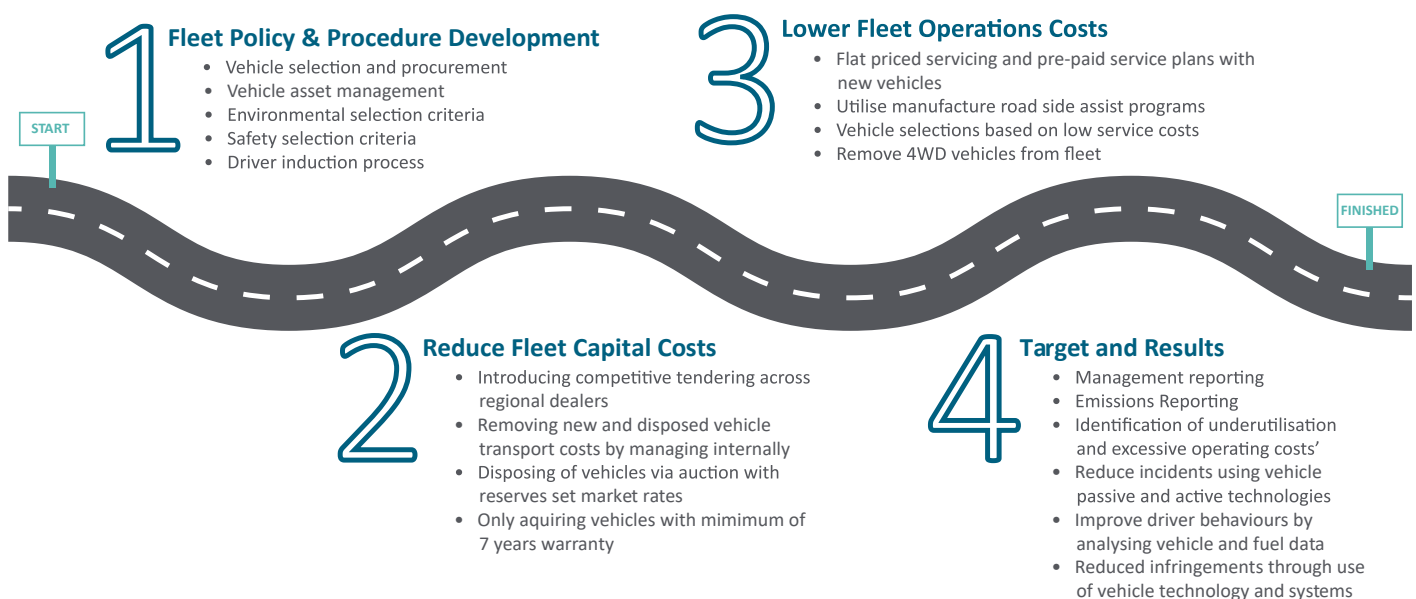 START
1
Fleet Policy & Procedure Development
• Vehicle selection and procurement
• Vehicle asset management
• Environmental selection criteria
• Safety selection criteria
• Driver induction process
2
Reduce Fleet Capital Costs
• Introducing competitive tendering across
regional dealers
• Removing new and disposed vehicle
transport costs by managing internally
• Disposing of vehicles via auction with
reserves set market rates
• Only aquiring vehicles with mimimum of
7 years warranty
3
Lower Fleet Operations Costs
• Flat priced servicing and pre-paid service plans with
new vehicles
• Utilise manufacture road side assist programs
• Vehicle selections based on low service costs
• Remove 4WD vehicles from fleet
4
Target and Results
• Management reporting
• Emissions Reporting
• Identification of underutilisation
and excessive operating costs’
• Reduce incidents using vehicle
passive and active technologies
• Improve driver behaviours by
analysing vehicle and fuel data
• Reduced infringements through use
of vehicle technology and systems
FINISHED